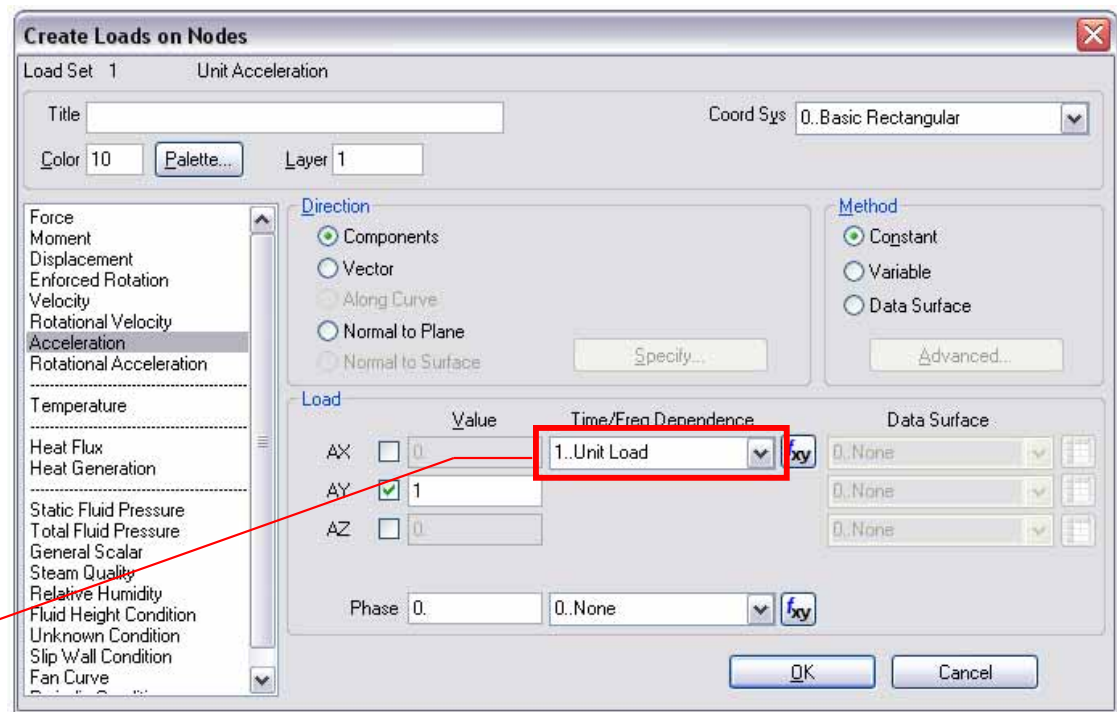 Create Loads on Nodes
Load Set 1 Unit Acceleration
Title Coord Sys 0..Basic Rectangular
Color 10 Palette... Layer 1
Force
Moment
Displacement
Enforced Rotation
Velocity
Rotational Velocity
Acceleration
Rotational Acceleration
Temperature
Heat Flux
Heat Generation
Static Fluid Pressure
Total Fluid Pressure
General Scalar
Steam Quality
Relative Humidity
Fluid Height Condition
Unknown Condition
Slip Wall Condition
Fan Curve
Direction
Components
Vector
Along Curve
Normal to Plane
Normal to Surface
Specify...
Method
Constant
Variable
Data Surface
Advanced...
Load
Value Time/Freq Dependence Data Surface
AX 0. 1..Unit Load fxy 0..None
AY 1 0..None
AZ 0. 0..None
Phase 0. 0..None fxy
OK Cancel